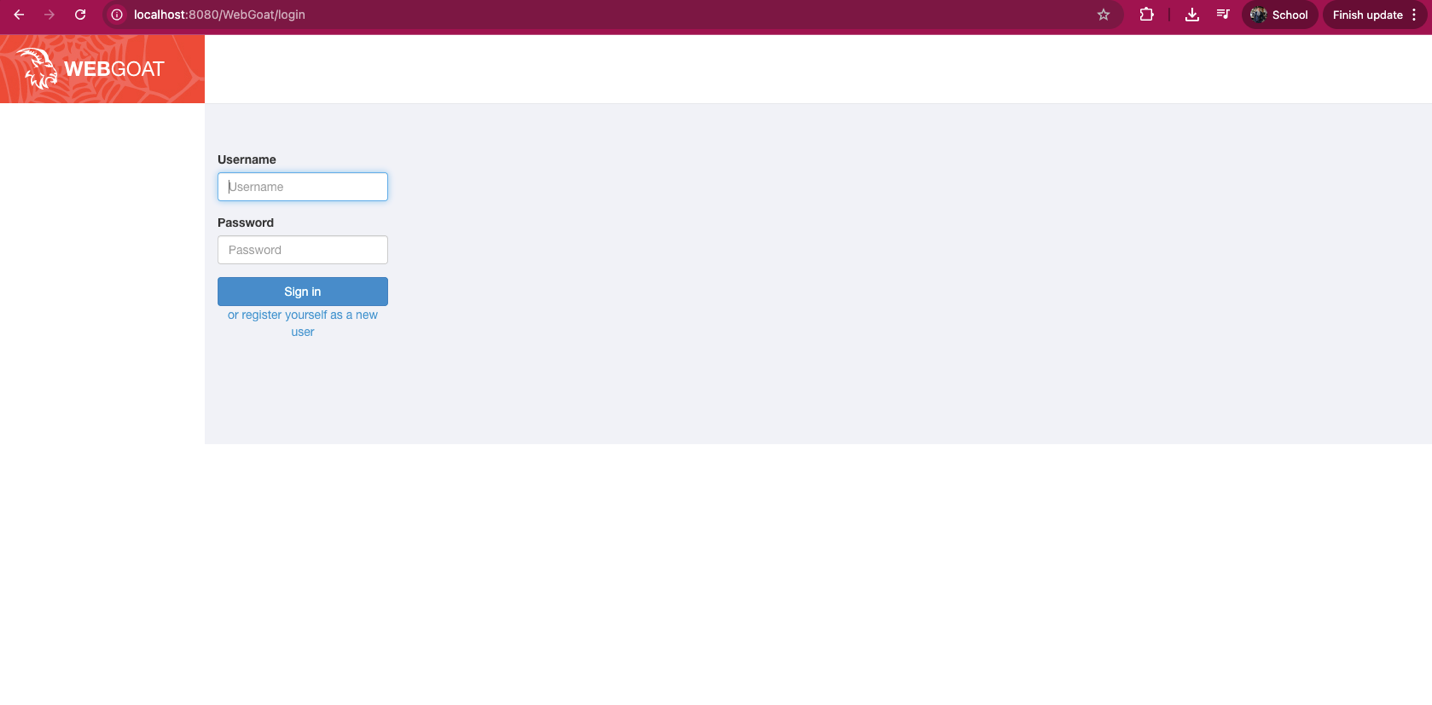 localhost:8080/WebGoat/login
School
Finish update
WEBGOAT
Username
Username
Password
Password
Sign in
or register yourself as a new
user